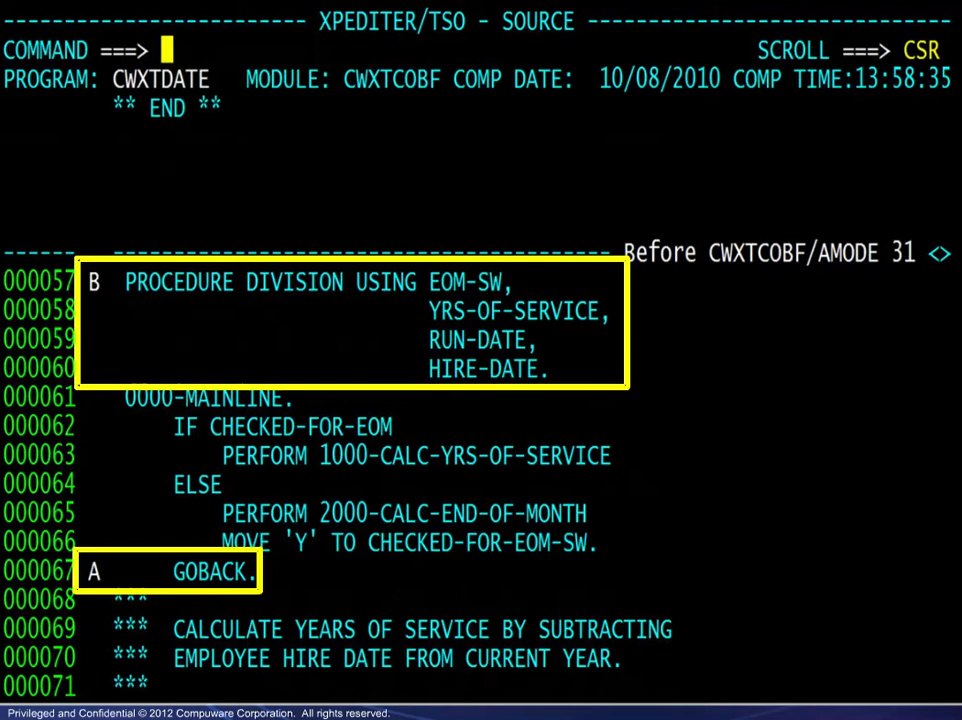 ------------------------- XPEDITER/TSO - SOURCE ------------------------------
COMMAND ===> SCROLL ===> CSR
PROGRAM: CWXTDATE MODULE: CWXTCOBF COMP DATE: 10/08/2010 COMP TIME:13:58:35
** END **
------ ----------------------------------------- Before CWXTCOBF/AMODE 31 <>
000057 B PROCEDURE DIVISION USING EOM-SW,
000058 YRS-OF-SERVICE,
000059 RUN-DATE,
000060 HIRE-DATE.
000061 0000-MAINLINE.
000062 IF CHECKED-FOR-EOM
000063 PERFORM 1000-CALC-YRS-OF-SERVICE
000064 ELSE
000065 PERFORM 2000-CALC-END-OF-MONTH
000066 MOVE 'Y' TO CHECKED-FOR-EOM-SW.
000067 A GOBACK.
000068 ***
000069 *** CALCULATE YEARS OF SERVICE BY SUBTRACTING
000070 *** EMPLOYEE HIRE DATE FROM CURRENT YEAR.
000071 ***
Privileged and Confidential © 2012 Compuware Corporation. All rights reserved.